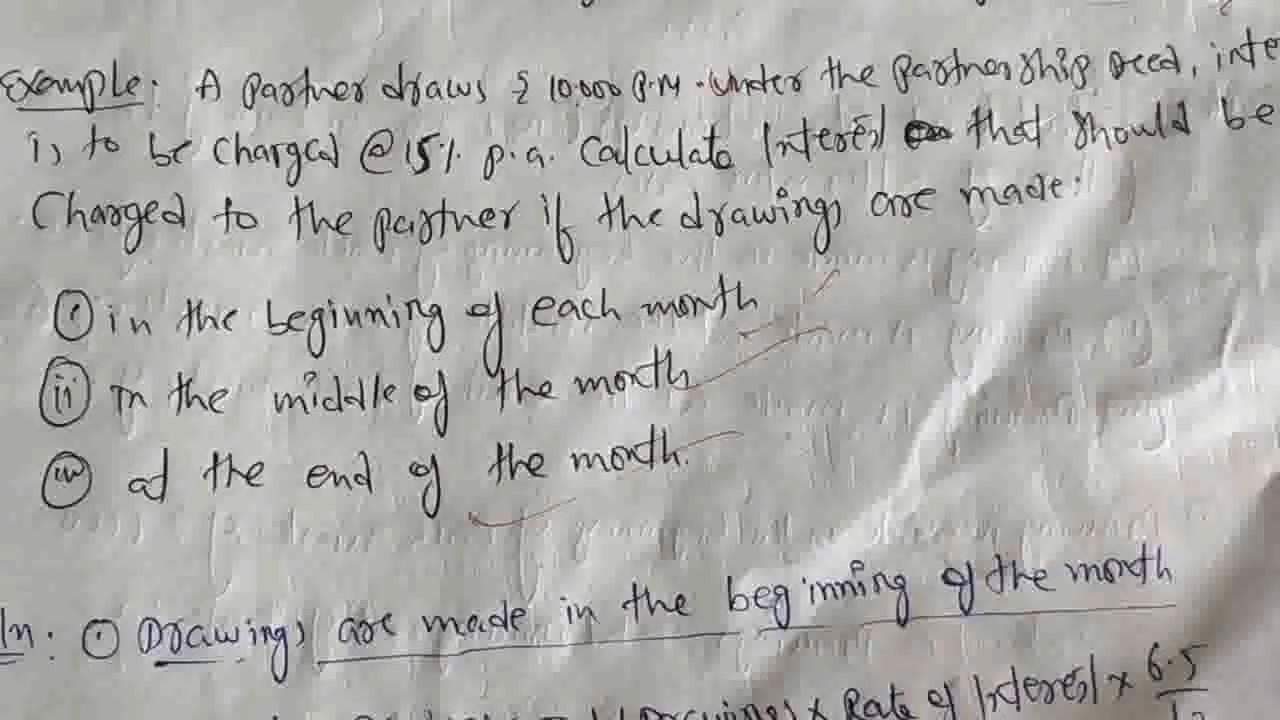 Example: A partner draws ₹ 10,000 P.M. Under the partnership deed, inte
is to be charged @ 15% p.a. Calculate Interest that should be
Charged to the partner if the drawings are made:
(i) in the beginning of each month
(ii) in the middle of the month
(iii) at the end of the month.
ln: (i) Drawings are made in the beginning of the month
Drawings x Rate of Interest x 6.5